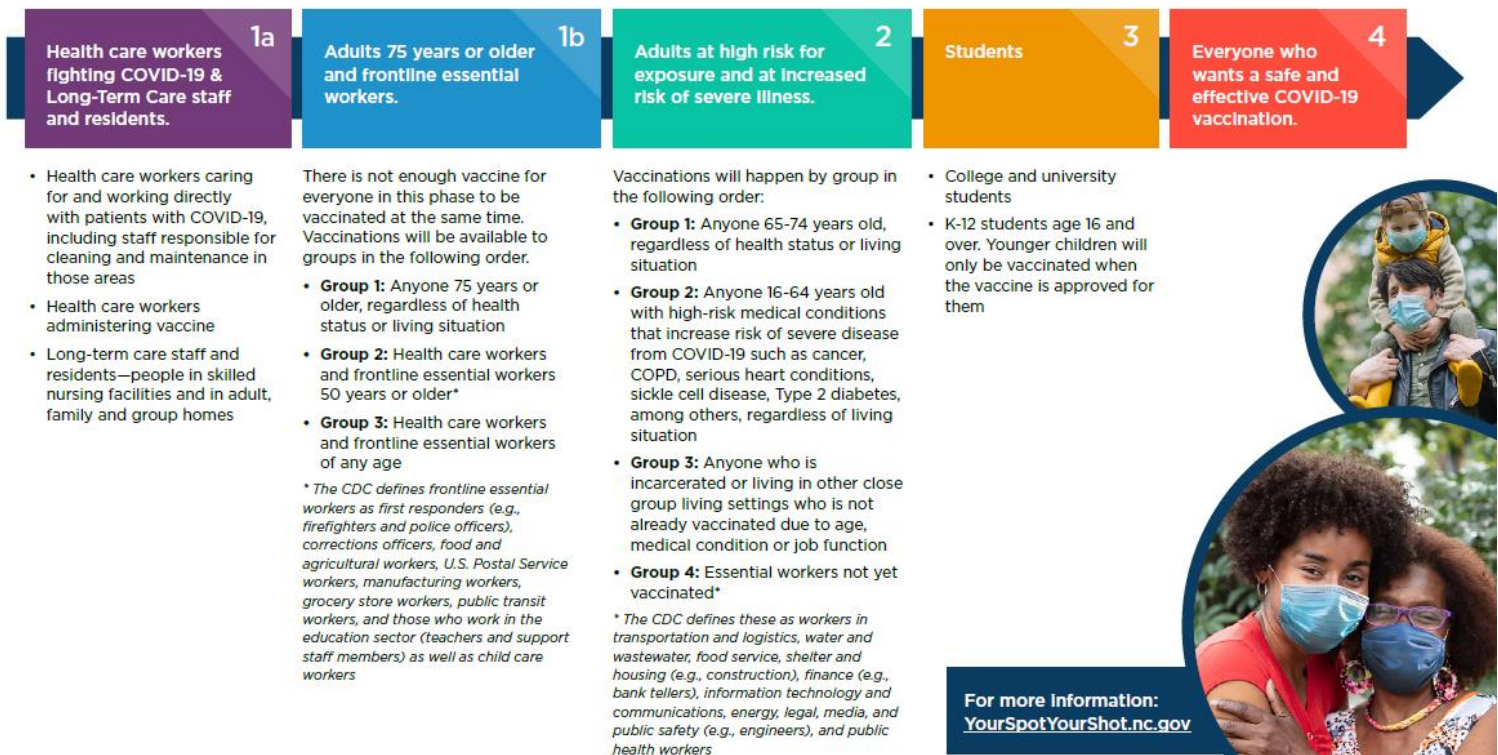 Health care workers
fighting COVID-19 &
Long-Term Care staff
and residents.
1a
Adults 75 years or older
and frontline essential
workers.
1b
Adults at high risk for
exposure and at increased
risk of severe illness.
2
Students
3
Everyone who
wants a safe and
effective COVID-19
vaccination.
4
• Health care workers caring
for and working directly
with patients with COVID-19,
including staff responsible for
cleaning and maintenance in
those areas
• Health care workers
administering vaccine
• Long-term care staff and
residents—people in skilled
nursing facilities and in adult,
family and group homes
There is not enough vaccine for
everyone in this phase to be
vaccinated at the same time.
Vaccinations will be available to
groups in the following order.
• Group 1: Anyone 75 years or
older, regardless of health
status or living situation
• Group 2: Health care workers
and frontline essential workers
50 years or older*
• Group 3: Health care workers
and frontline essential workers
of any age
* The CDC defines frontline essential
workers as first responders (e.g.,
firefighters and police officers),
corrections officers, food and
agricultural workers, U.S. Postal Service
workers, manufacturing workers,
grocery store workers, public transit
workers, and those who work in the
education sector (teachers and support
staff members) as well as child care
workers
Vaccinations will happen by group in
the following order:
• Group 1: Anyone 65-74 years old,
regardless of health status or living
situation
• Group 2: Anyone 16-64 years old
with high-risk medical conditions
that increase risk of severe disease
from COVID-19 such as cancer,
COPD, serious heart conditions,
sickle cell disease, Type 2 diabetes,
among others, regardless of living
situation
• Group 3: Anyone who is
incarcerated or living in other close
group living settings who is not
already vaccinated due to age,
medical condition or job function
• Group 4: Essential workers not yet
vaccinated*
* The CDC defines these as workers in
transportation and logistics, water and
wastewater, food service, shelter and
housing (e.g., construction), finance (e.g.,
bank tellers), information technology and
communications, energy, legal, media, and
public safety (e.g., engineers), and public
health workers
• College and university
students
• K-12 students age 16 and
over. Younger children will
only be vaccinated when
the vaccine is approved for
them
For more information:
YourSpotYourShot.nc.gov